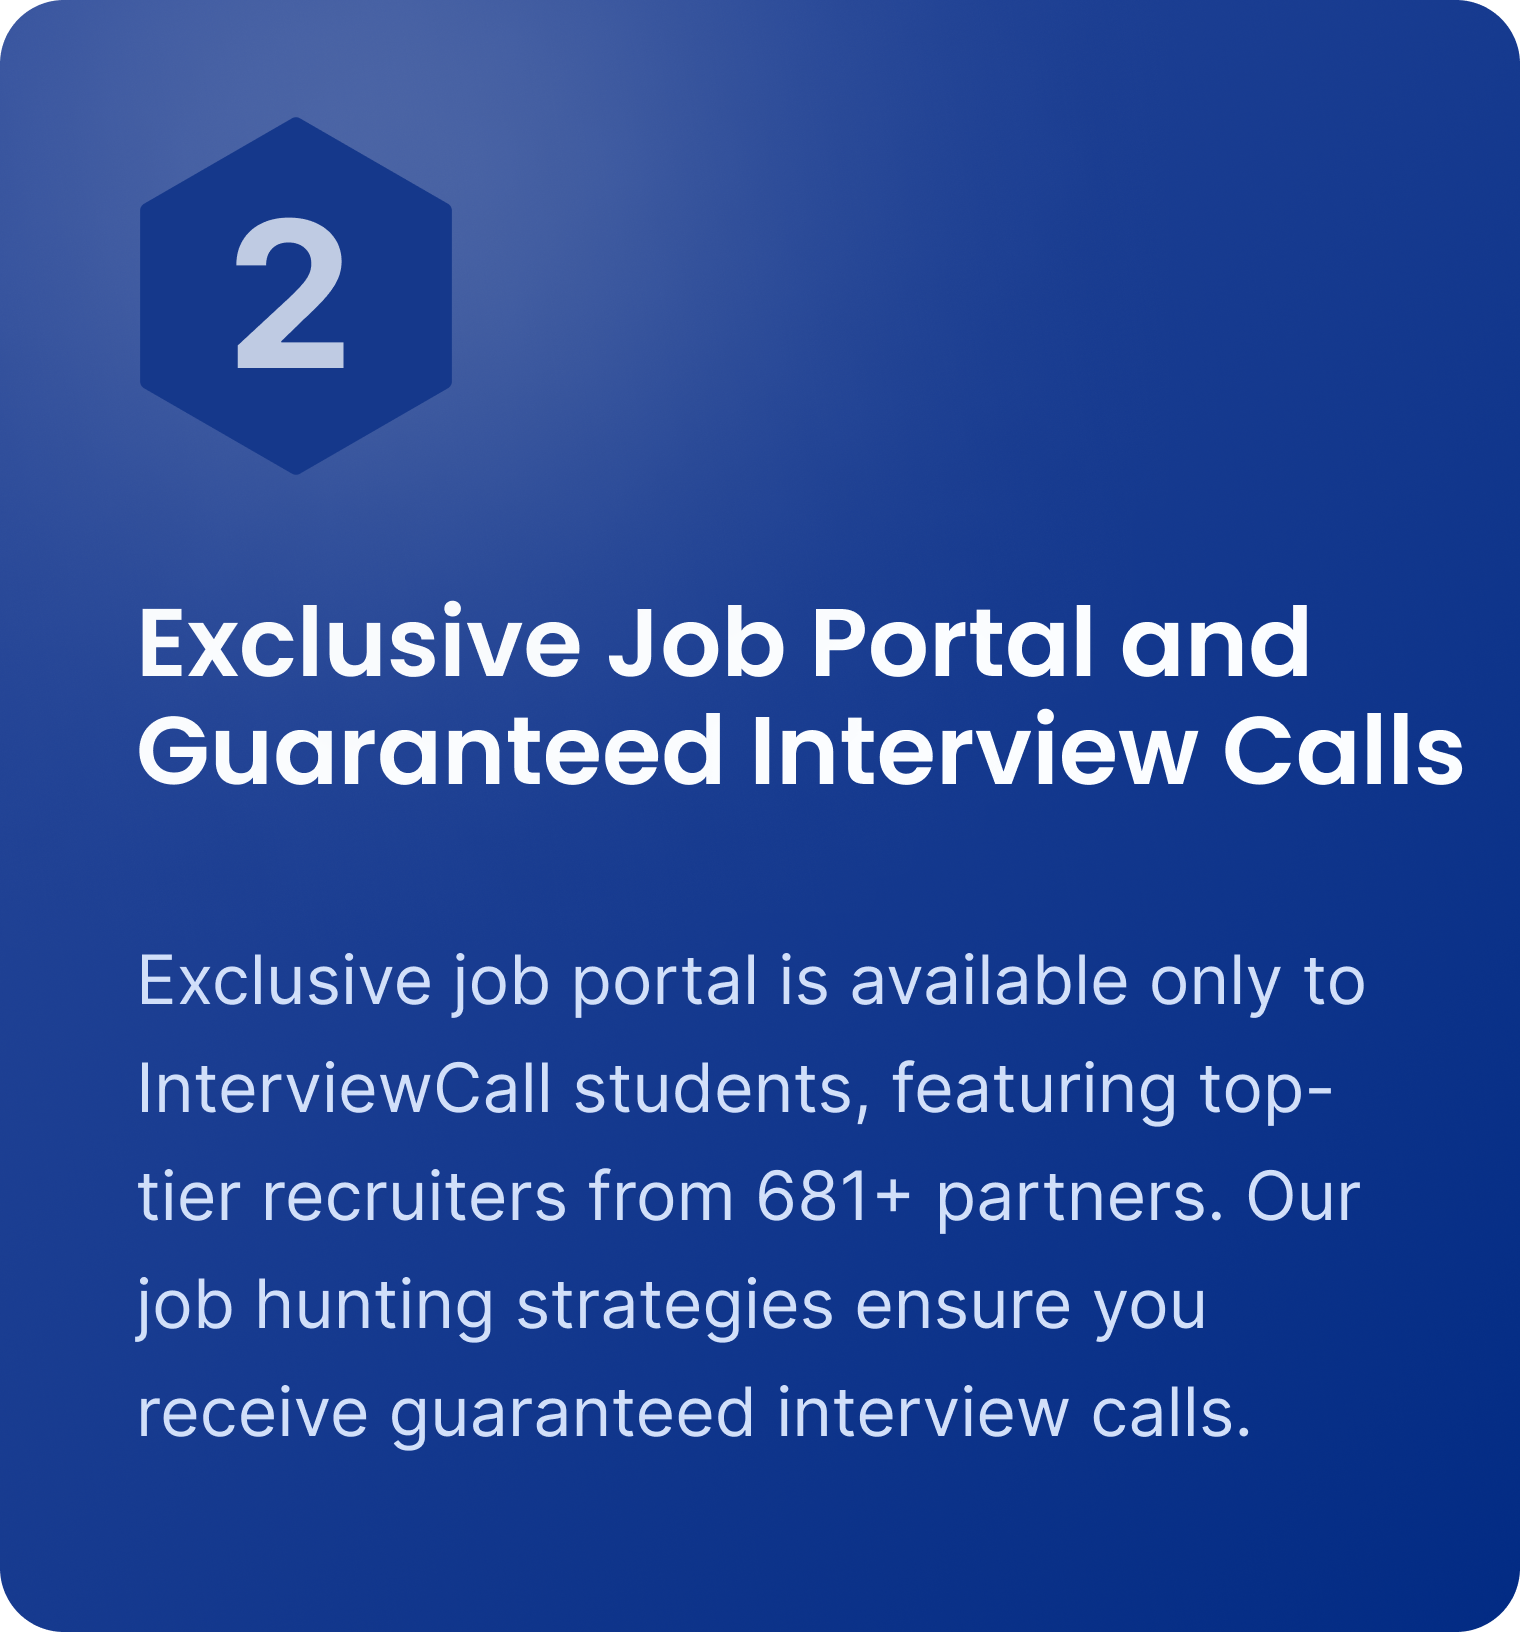 2
Exclusive Job Portal and
Guaranteed Interview Calls
Exclusive job portal is available only to
InterviewCall students, featuring top-
tier recruiters from 681+ partners. Our
job hunting strategies ensure you
receive guaranteed interview calls.